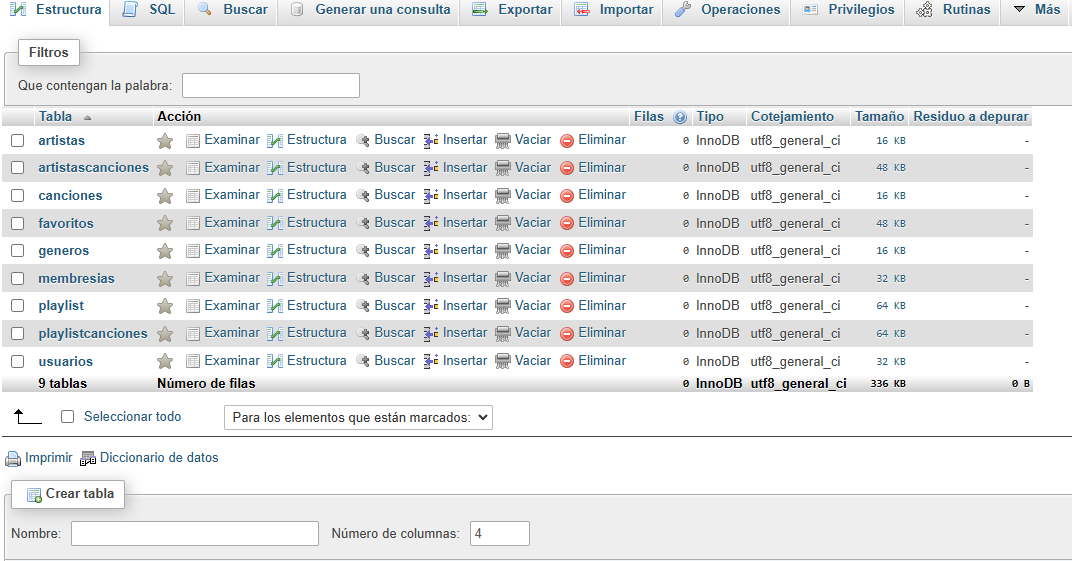 Estructura SQL Buscar Generar una consulta Exportar Importar Operaciones Privilegios Rutinas Más
Filtros
Que contengan la palabra:
Tabla Acción Filas Tipo Cotejamiento Tamaño Residuo a depurar
artistas Examinar Estructura Buscar Insertar Vaciar Eliminar 0 InnoDB utf8_general_ci 16 KB -
artistascanciones Examinar Estructura Buscar Insertar Vaciar Eliminar 0 InnoDB utf8_general_ci 48 KB -
canciones Examinar Estructura Buscar Insertar Vaciar Eliminar 0 InnoDB utf8_general_ci 16 KB -
favoritos Examinar Estructura Buscar Insertar Vaciar Eliminar 0 InnoDB utf8_general_ci 48 KB -
generos Examinar Estructura Buscar Insertar Vaciar Eliminar 0 InnoDB utf8_general_ci 16 KB -
membresias Examinar Estructura Buscar Insertar Vaciar Eliminar 0 InnoDB utf8_general_ci 32 KB -
playlist Examinar Estructura Buscar Insertar Vaciar Eliminar 0 InnoDB utf8_general_ci 64 KB -
playlistcanciones Examinar Estructura Buscar Insertar Vaciar Eliminar 0 InnoDB utf8_general_ci 64 KB -
usuarios Examinar Estructura Buscar Insertar Vaciar Eliminar 0 InnoDB utf8_general_ci 32 KB -
9 tablas Número de filas 0 InnoDB utf8_general_ci 336 KB 0 B
Seleccionar todo Para los elementos que están marcados:
Imprimir Diccionario de datos
Crear tabla
Nombre: Número de columnas: 4